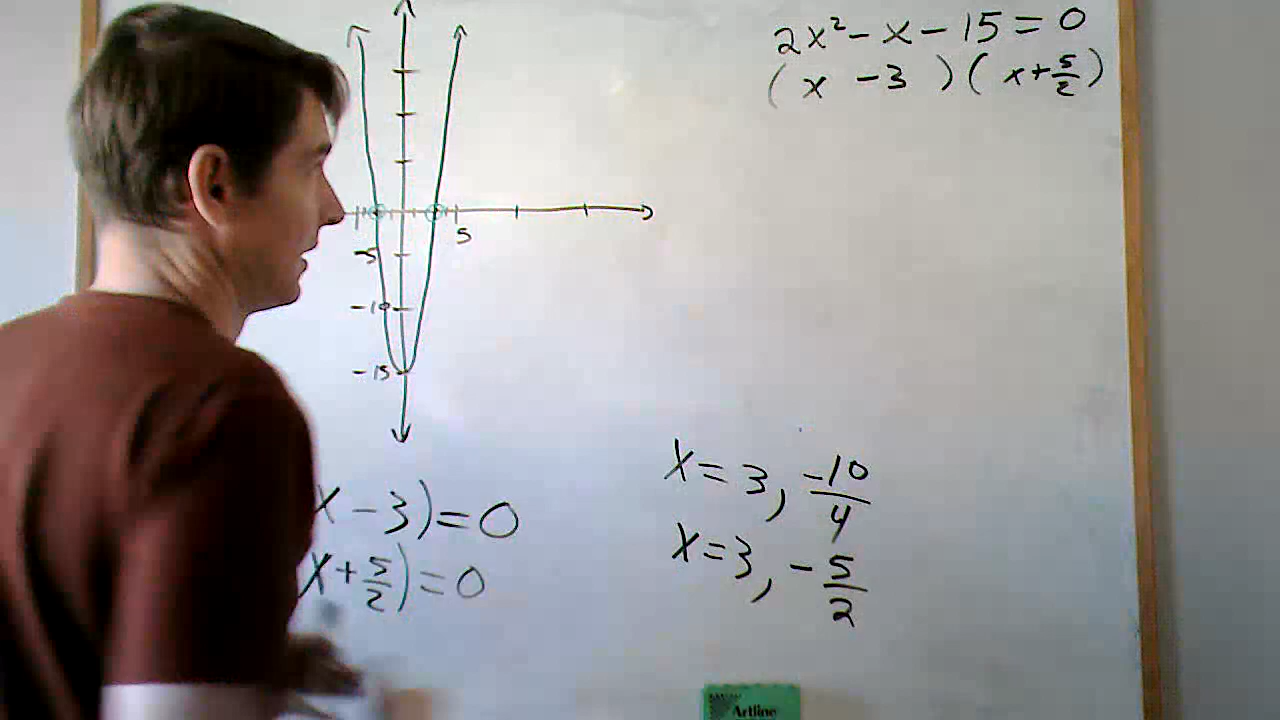 2x² - x - 15 = 0
( x - 3 ) ( x + 5/2 )
5
-5
-10
-15
x = 3, -10/4
x - 3) = 0
x = 3, -5/2
x + 5/2) = 0
Artline